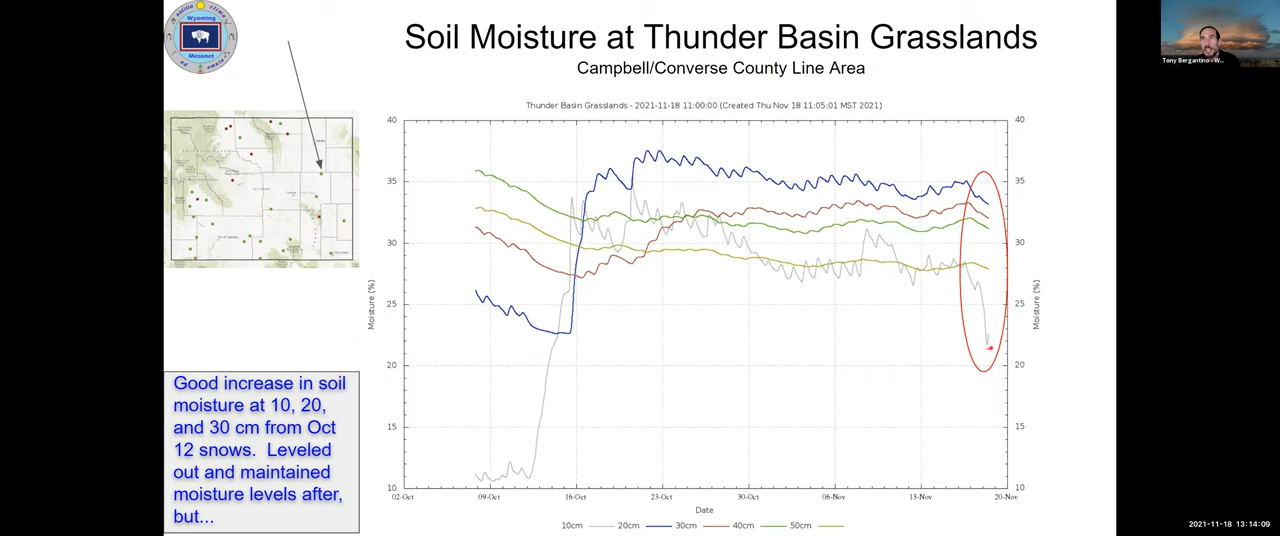 notitia clima
Wyoming
Mesonet
ad omnia
Soil Moisture at Thunder Basin Grasslands
Campbell/Converse County Line Area
Tony Bergantino - W...
Thunder Basin Grasslands - 2021-11-18 11:00:00 (Created Thu Nov 18 11:05:01 MST 2021)
40 40
35 35
30 30
25 25
20 20
15 15
10 10
Moisture (%)
Moisture (%)
02-Oct 09-Oct 16-Oct 23-Oct 30-Oct 06-Nov 13-Nov 20-Nov
Date
10cm 20cm 30cm 40cm 50cm
Good increase in soil
moisture at 10, 20,
and 30 cm from Oct
12 snows. Leveled
out and maintained
moisture levels after,
but...
2021-11-18 13:14:09